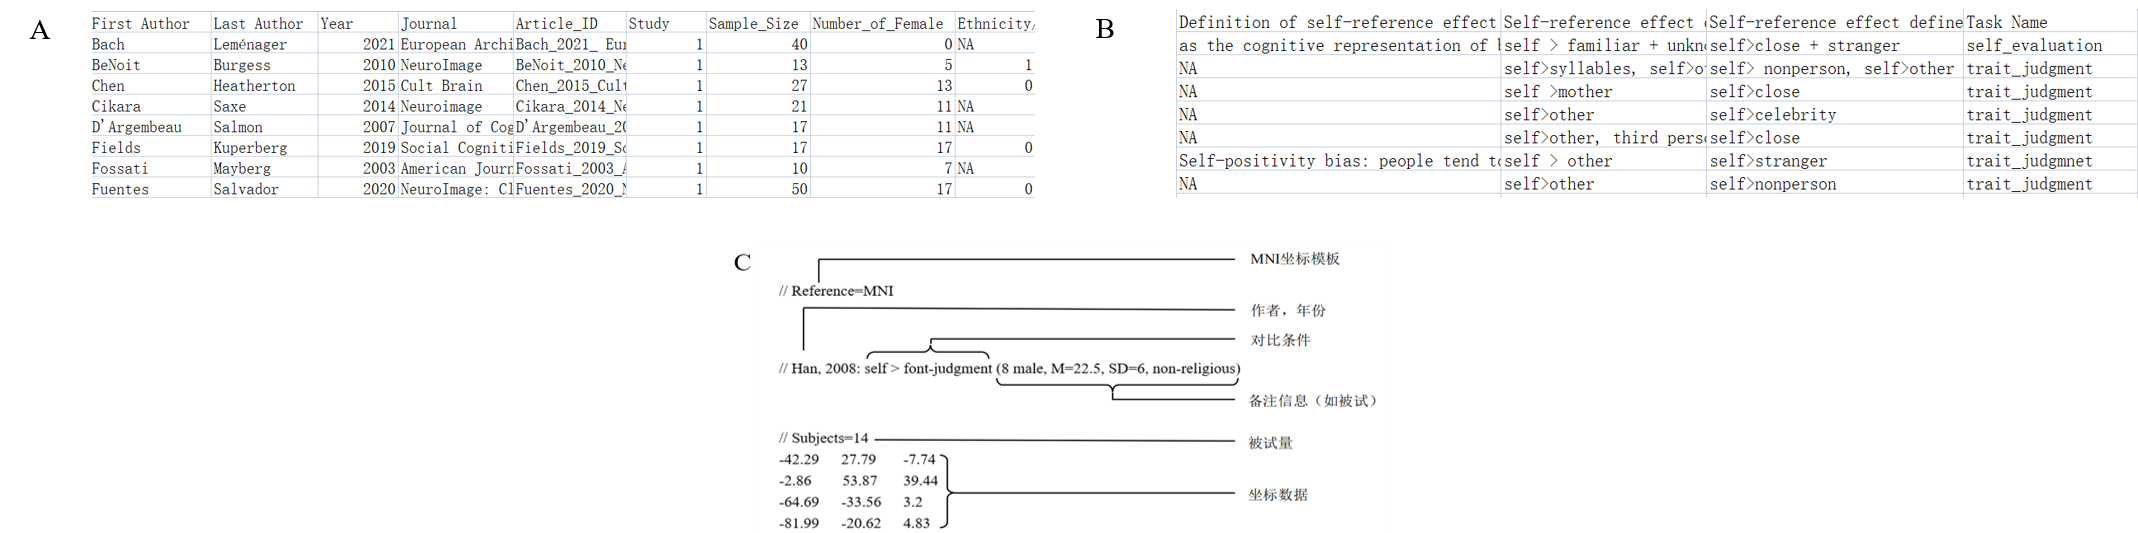 A
First Author Last Author Year Journal Article_ID Study Sample_Size Number_of_Female Ethnicity/
Bach Leménager 2021 European Archi Bach_2021_ Eur 1 40 0 NA
BeNoit Burgess 2010 NeuroImage BeNoit_2010_Ne 1 13 5 1
Chen Heatherton 2015 Cult Brain Chen_2015_Cult 1 27 13 0
Cikara Saxe 2014 Neuroimage Cikara_2014_Ne 1 21 11 NA
D'Argembeau Salmon 2007 Journal of Cog D'Argembeau_20 1 17 11 NA
Fields Kuperberg 2019 Social Cogniti Fields_2019_So 1 17 17 0
Fossati Mayberg 2003 American Journ Fossati_2003_A 1 10 7 NA
Fuentes Salvador 2020 NeuroImage: Cl Fuentes_2020_N 1 50 17 0
B
Definition of self-reference effect Self-reference effect Self-reference effect define Task Name
as the cognitive representation of self > familiar + unkn self>close + stranger self_evaluation
NA self>syllables, self>o self> nonperson, self>other trait_judgment
NA self >mother self>close trait_judgment
NA self>other self>celebrity trait_judgment
NA self>other, third pers self>close trait_judgment
Self-positivity bias: people tend to self > other self>stranger trait_judgmnet
NA self>other self>nonperson trait_judgment
C
MNI坐标模板
// Reference=MNI
作者，年份
对比条件
// Han, 2008: self > font-judgment (8 male, M=22.5, SD=6, non-religious)
备注信息（如被试）
// Subjects=14
被试量
-42.29 27.79 -7.74
-2.86 53.87 39.44
坐标数据
-64.69 -33.56 3.2
-81.99 -20.62 4.83